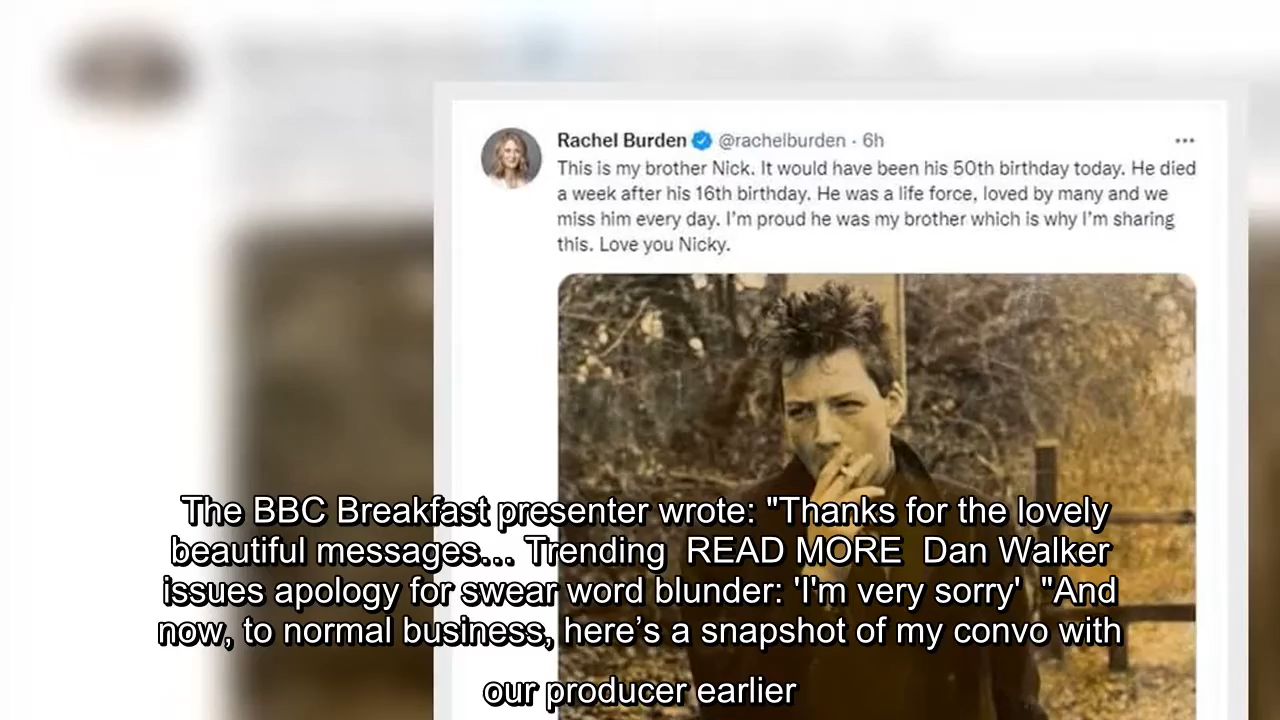 Rachel Burden @rachelburden · 6h
This is my brother Nick. It would have been his 50th birthday today. He died
a week after his 16th birthday. He was a life force, loved by many and we
miss him every day. I'm proud he was my brother which is why I'm sharing
this. Love you Nicky.
The BBC Breakfast presenter wrote: "Thanks for the lovely
beautiful messages... Trending  READ MORE  Dan Walker
issues apology for swear word blunder: 'I'm very sorry'  "And
now, to normal business, here’s a snapshot of my convo with
our producer earlier